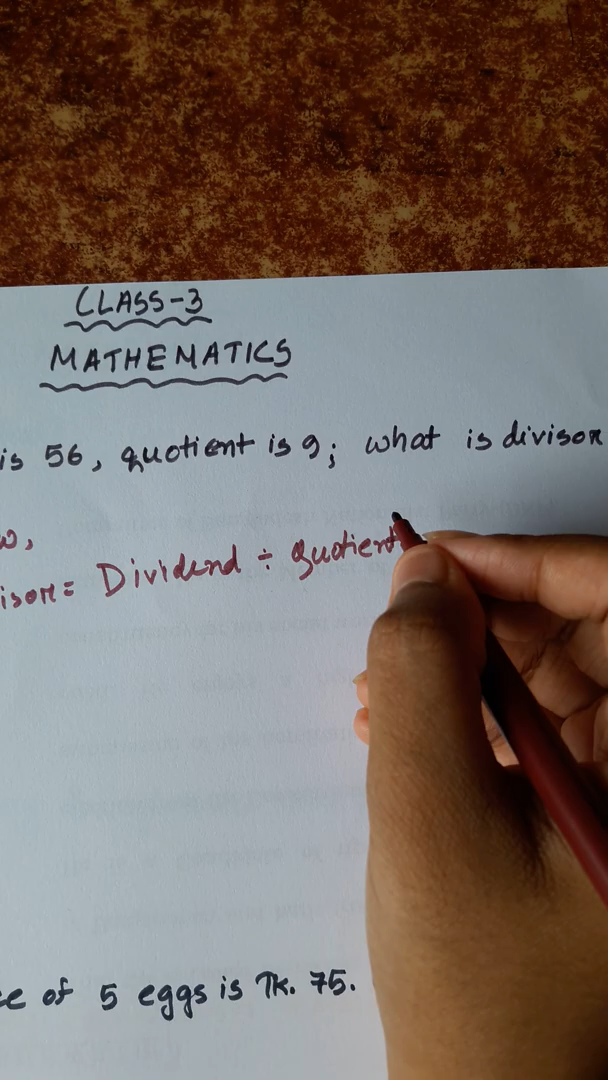 CLASS-3
MATHEMATICS
is 56, quotient is 9; what is divisor
w,
isor= Dividend ÷ quotient
ce of 5 eggs is Tk. 75.